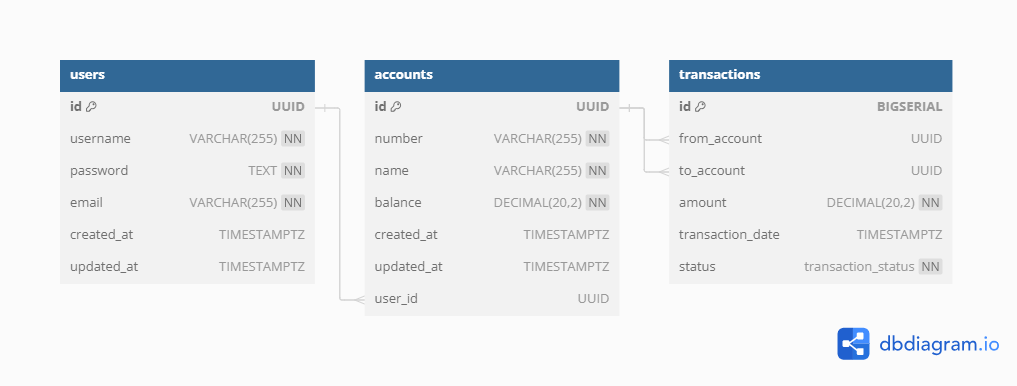 users
id UUID
username VARCHAR(255) NN
password TEXT NN
email VARCHAR(255) NN
created_at TIMESTAMPTZ
updated_at TIMESTAMPTZ
accounts
id UUID
number VARCHAR(255) NN
name VARCHAR(255) NN
balance DECIMAL(20,2) NN
created_at TIMESTAMPTZ
updated_at TIMESTAMPTZ
user_id UUID
transactions
id BIGSERIAL
from_account UUID
to_account UUID
amount DECIMAL(20,2) NN
transaction_date TIMESTAMPTZ
status transaction_status NN
dbdiagram.io